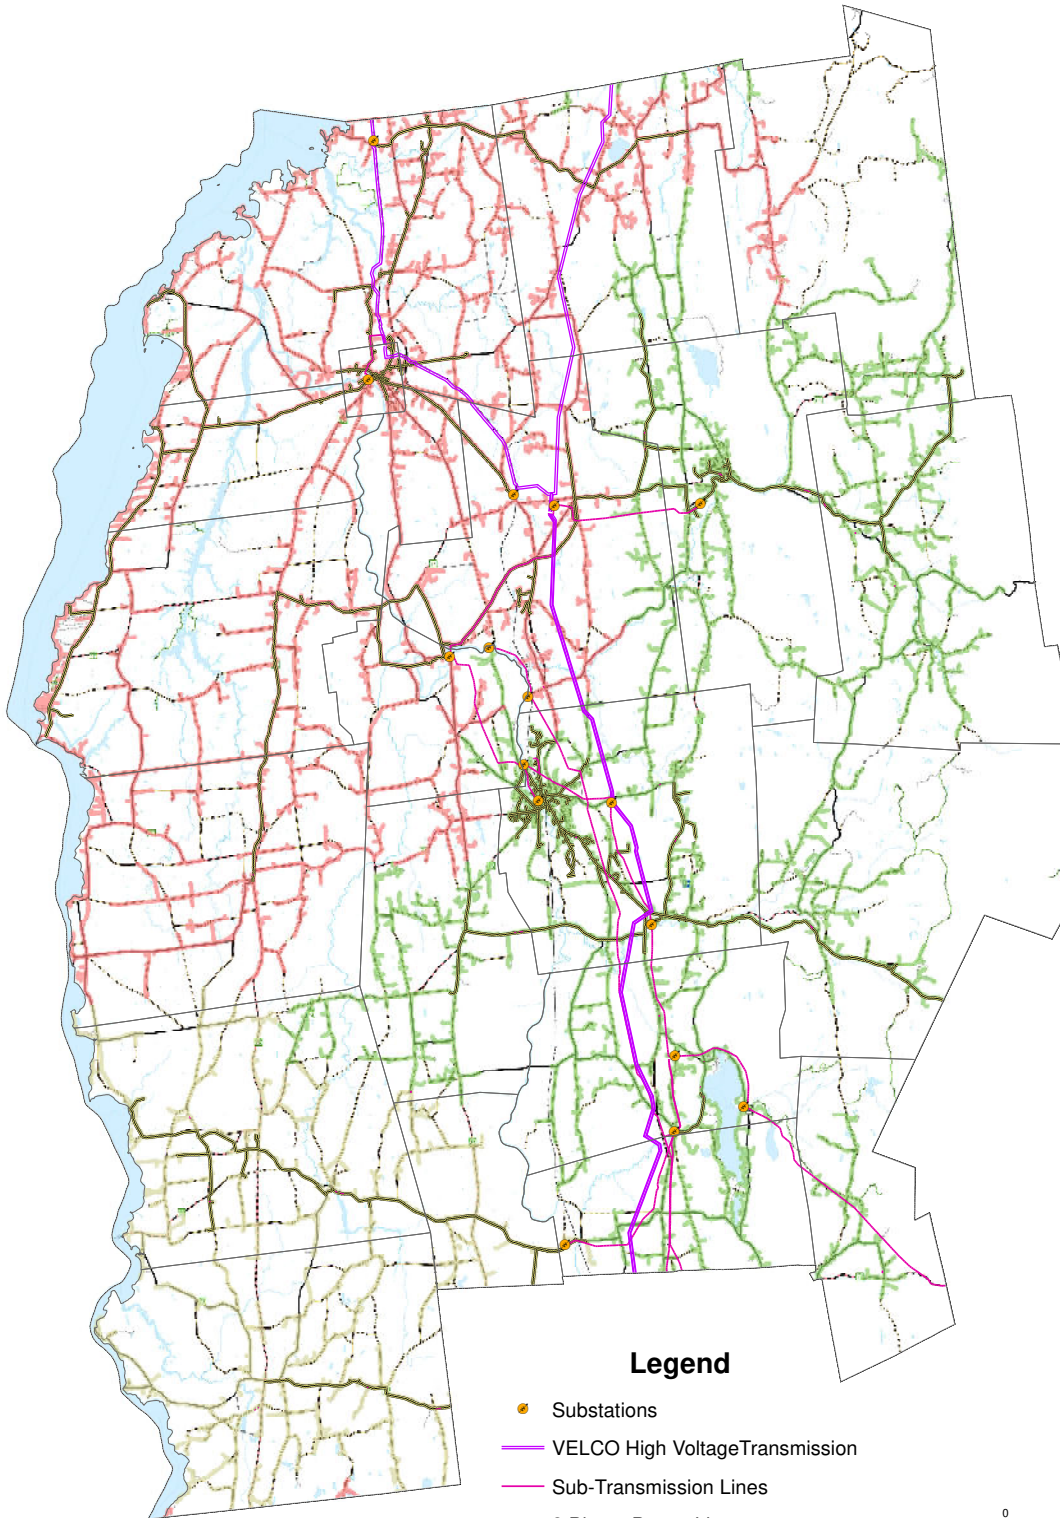 Legend
Substations
VELCO High VoltageTransmission
Sub-Transmission Lines
0